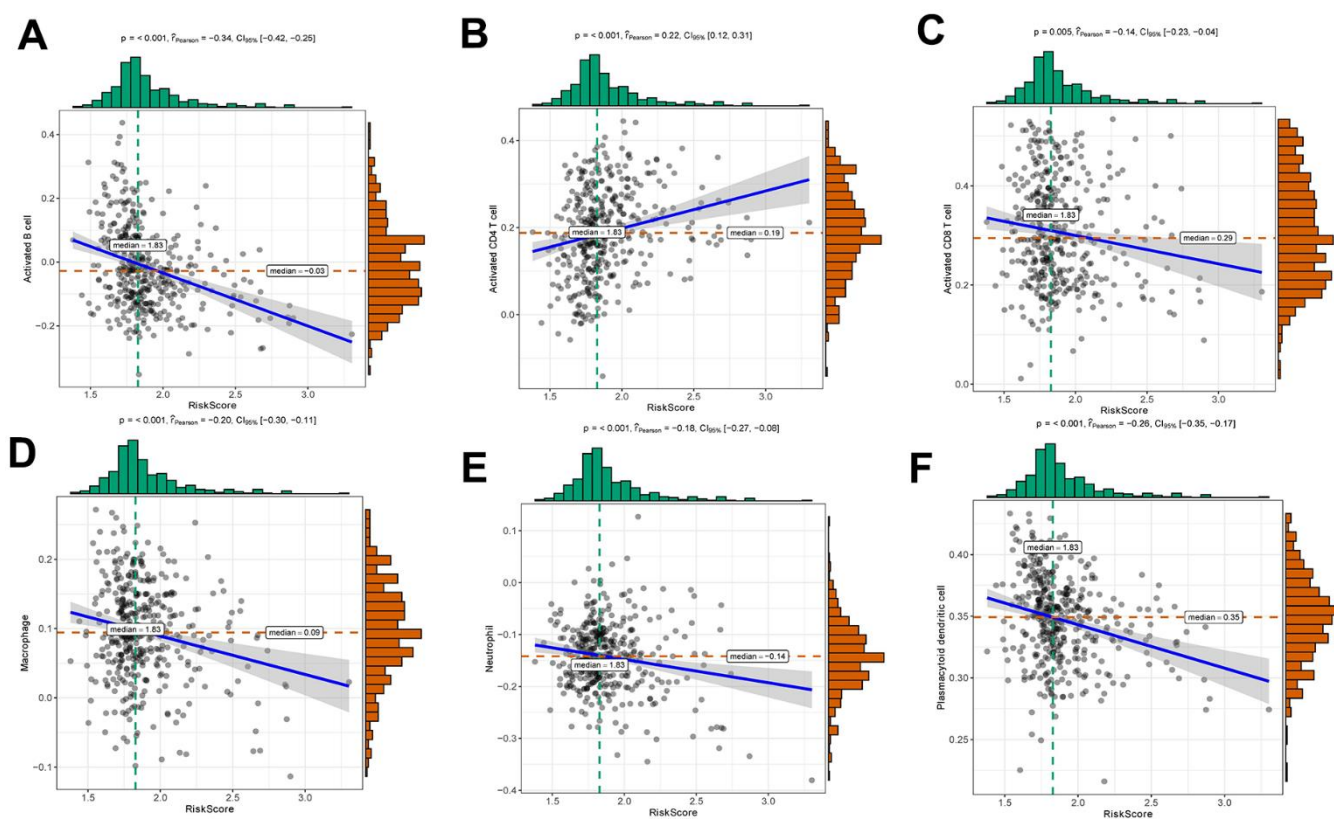 A
p = < 0.001, r̂Pearson = −0.34, CI95% [−0.42, −0.25]
0.4
0.2
0.0
−0.2
Activated B cell
median = 1.83
median = −0.03
1.5 2.0 2.5 3.0
RiskScore
B
p = < 0.001, r̂Pearson = 0.22, CI95% [0.12, 0.31]
0.4
0.2
0.0
Activated CD4 T cell
median = 1.83
median = 0.19
1.5 2.0 2.5 3.0
RiskScore
C
p = 0.005, r̂Pearson = −0.14, CI95% [−0.23, −0.04]
0.4
0.2
0.0
Activated CD8 T cell
median = 1.83
median = 0.29
1.5 2.0 2.5 3.0
RiskScore
D
p = < 0.001, r̂Pearson = −0.20, CI95% [−0.30, −0.11]
0.2
0.1
0.0
−0.1
Macrophage
median = 1.83
median = 0.09
1.5 2.0 2.5 3.0
RiskScore
E
p = < 0.001, r̂Pearson = −0.18, CI95% [−0.27, −0.08]
0.1
0.0
−0.1
−0.2
−0.3
−0.4
Neutrophil
median = 1.83
median = −0.14
1.5 2.0 2.5 3.0
RiskScore
F
p = < 0.001, r̂Pearson = −0.26, CI95% [−0.35, −0.17]
0.40
0.35
0.30
0.25
Plasmacytoid dendritic cell
median = 1.83
median = 0.35
1.5 2.0 2.5 3.0
RiskScore